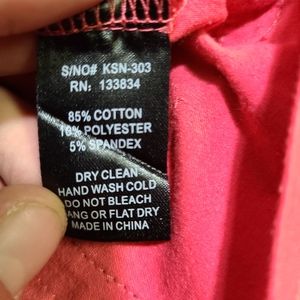 S/NO# KSN-303
RN: 133834
85% COTTON
10% POLYESTER
5% SPANDEX
DRY CLEAN
HAND WASH COLD
DO NOT BLEACH
HANG OR FLAT DRY
MADE IN CHINA